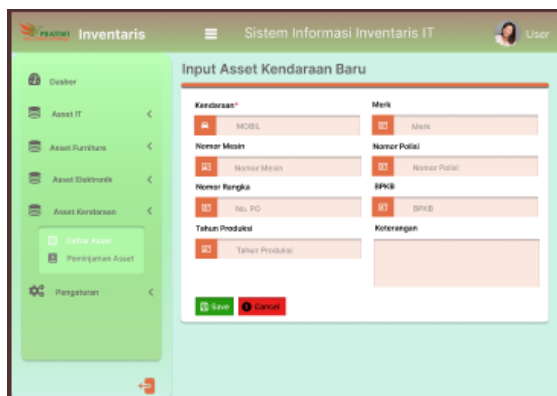 PRATIWI Inventaris
Sistem Informasi Inventaris IT
User
Dasbor
Asset IT
Asset Furniture
Asset Elektronik
Asset Kendaraan
Daftar Asset
Peminjaman Asset
Pengaturan
Input Asset Kendaraan Baru
Kendaraan*
MOBIL
Merk
Merk
Nomor Mesin
Nomor Mesin
Nomor Polisi
Nomor Polisi
Nomor Rangka
No. PO
BPKB
BPKB
Tahun Produksi
Tahun Produksi
Keterangan
Save
Cancel